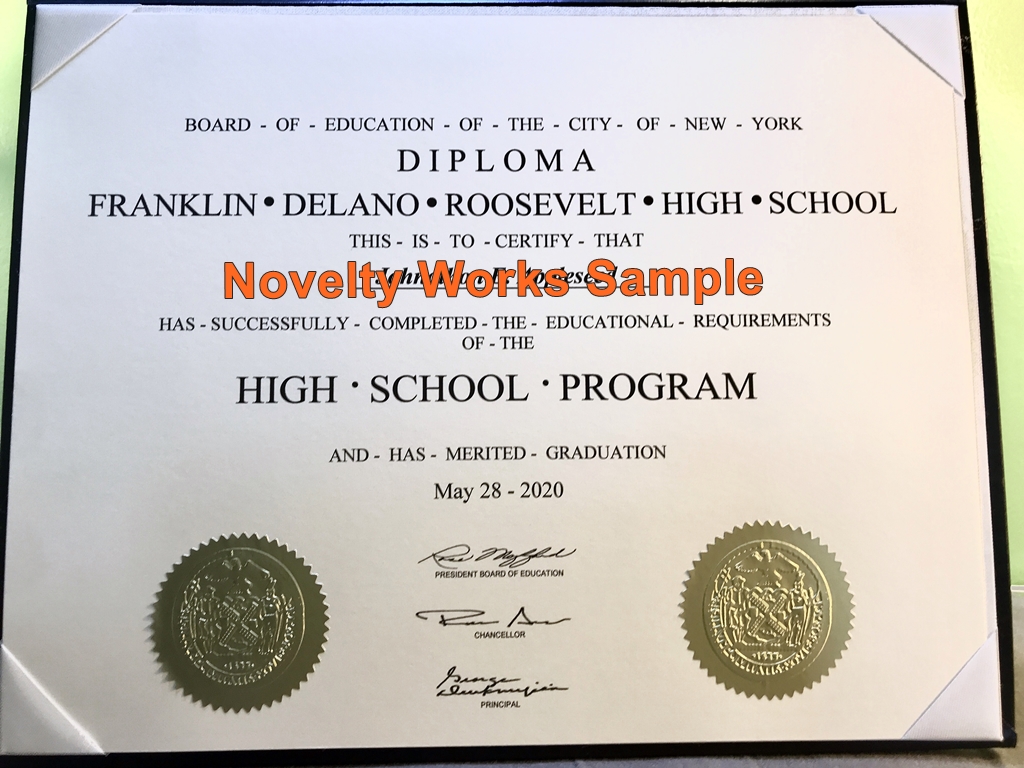 BOARD - OF - EDUCATION - OF - THE - CITY - OF - NEW - YORK
DIPLOMA
FRANKLIN • DELANO • ROOSEVELT • HIGH • SCHOOL
THIS - IS - TO - CERTIFY - THAT
Novelty Works Sample
HAS - SUCCESSFULLY - COMPLETED - THE - EDUCATIONAL - REQUIREMENTS
OF - THE
HIGH • SCHOOL • PROGRAM
AND - HAS - MERITED - GRADUATION
May 28 - 2020
PRESIDENT BOARD OF EDUCATION
CHANCELLOR
George
PRINCIPAL